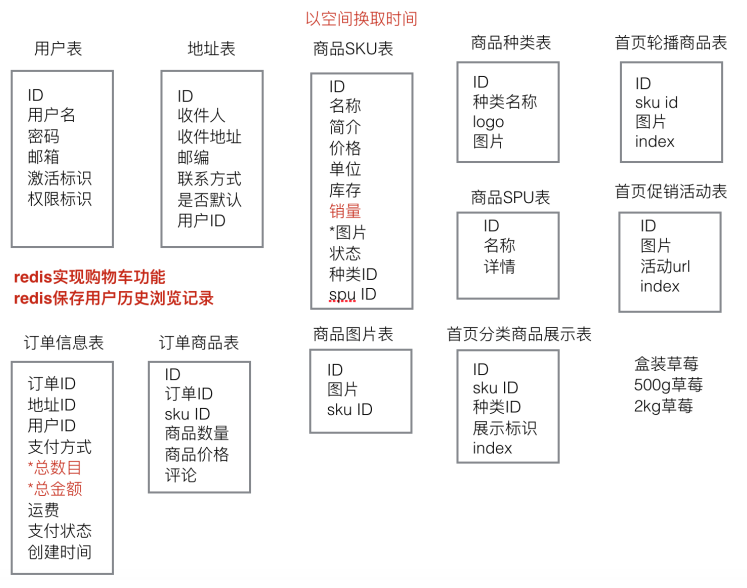 以空间换取时间
用户表
ID
用户名
密码
邮箱
激活标识
权限标识
地址表
ID
收件人
收件地址
邮编
联系方式
是否默认
用户ID
商品SKU表
ID
名称
简介
价格
单位
库存
销量
*图片
状态
种类ID
spu ID
商品种类表
ID
种类名称
logo
图片
首页轮播商品表
ID
sku id
图片
index
商品SPU表
ID
名称
详情
首页促销活动表
ID
图片
活动url
index
redis实现购物车功能
redis保存用户历史浏览记录
订单信息表
订单ID
地址ID
用户ID
支付方式
*总数目
*总金额
运费
支付状态
创建时间
订单商品表
ID
订单ID
sku ID
商品数量
商品价格
评论
商品图片表
ID
图片
sku ID
首页分类商品展示表
ID
sku ID
种类ID
展示标识
index
盒装草莓
500g草莓
2kg草莓